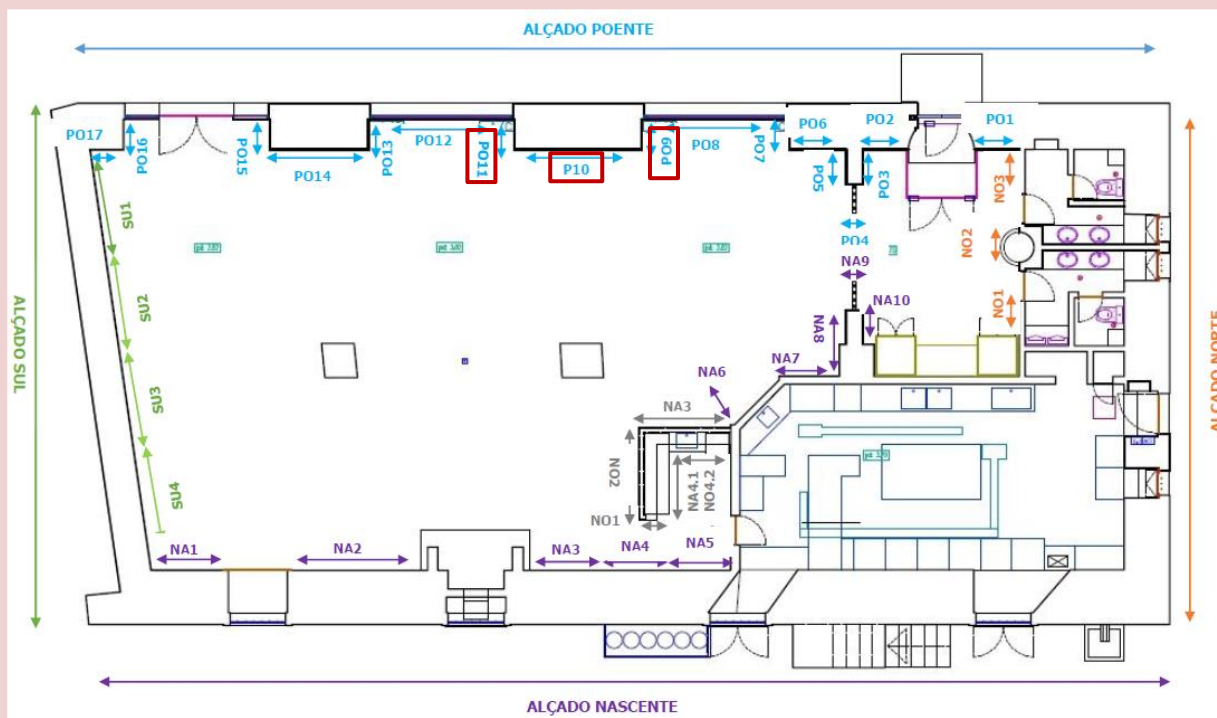 ALÇADO POENTE
PO17
PO16
PO15
PO14
PO13
PO12
PO11
P10
PO9
PO8
PO7
PO6
PO5
PO4
PO3
PO2
PO1
NO3
NO2
NO1
SU1
SU2
SU3
SU4
ALÇADO SUL
ALÇADO NORTE
NA9
NA10
NA8
NA7
NA6
NA3
NO2
NA4.1
NO4.2
NO1
NA1
NA2
NA3
NA4
NA5
ALÇADO NASCENTE